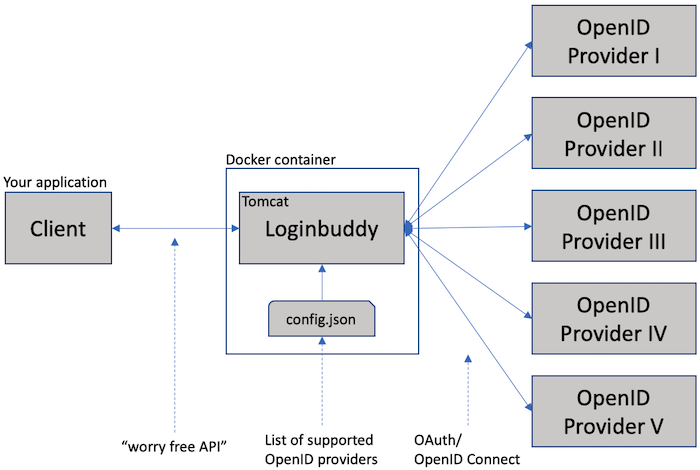 OpenID
Provider I
OpenID
Provider II
Docker container
Your application
Client
Tomcat
Loginbuddy
OpenID
Provider III
config.json
OpenID
Provider IV
OpenID
Provider V
“worry free API”
List of supported
OpenID providers
OAuth/
OpenID Connect